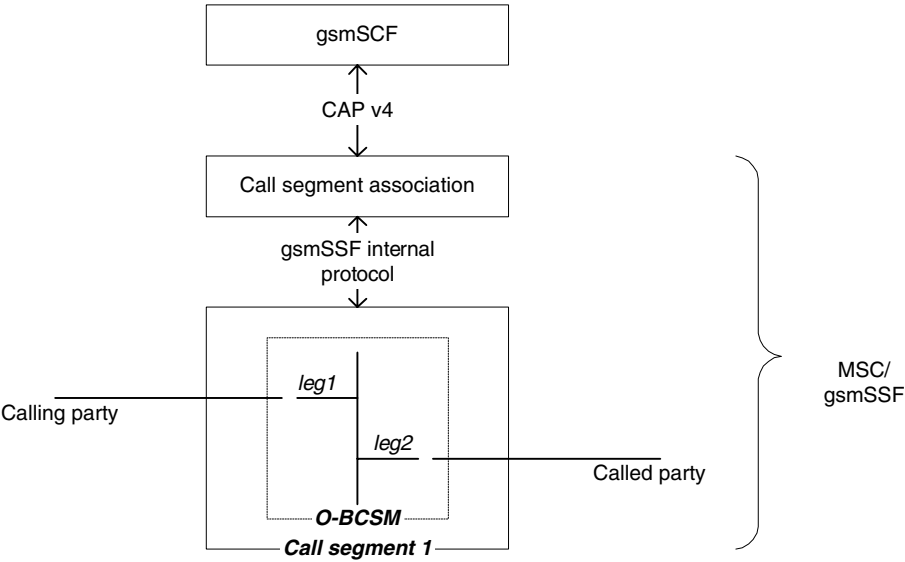 gsmSCF
CAP v4
Call segment association
gsmSSF internal
protocol
leg1
Calling party
leg2
Called party
O-BCSM
Call segment 1
MSC/
gsmSSF